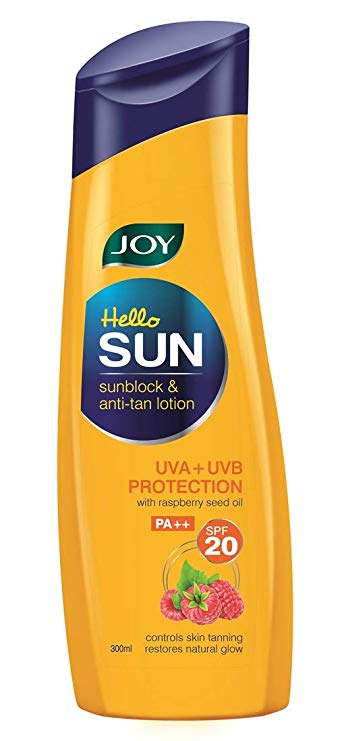 JOY
Hello
SUN
sunblock &
anti-tan lotion
UVA+UVB
PROTECTION
with raspberry seed oil
PA++
SPF
20
controls skin tanning
300ml restores natural glow